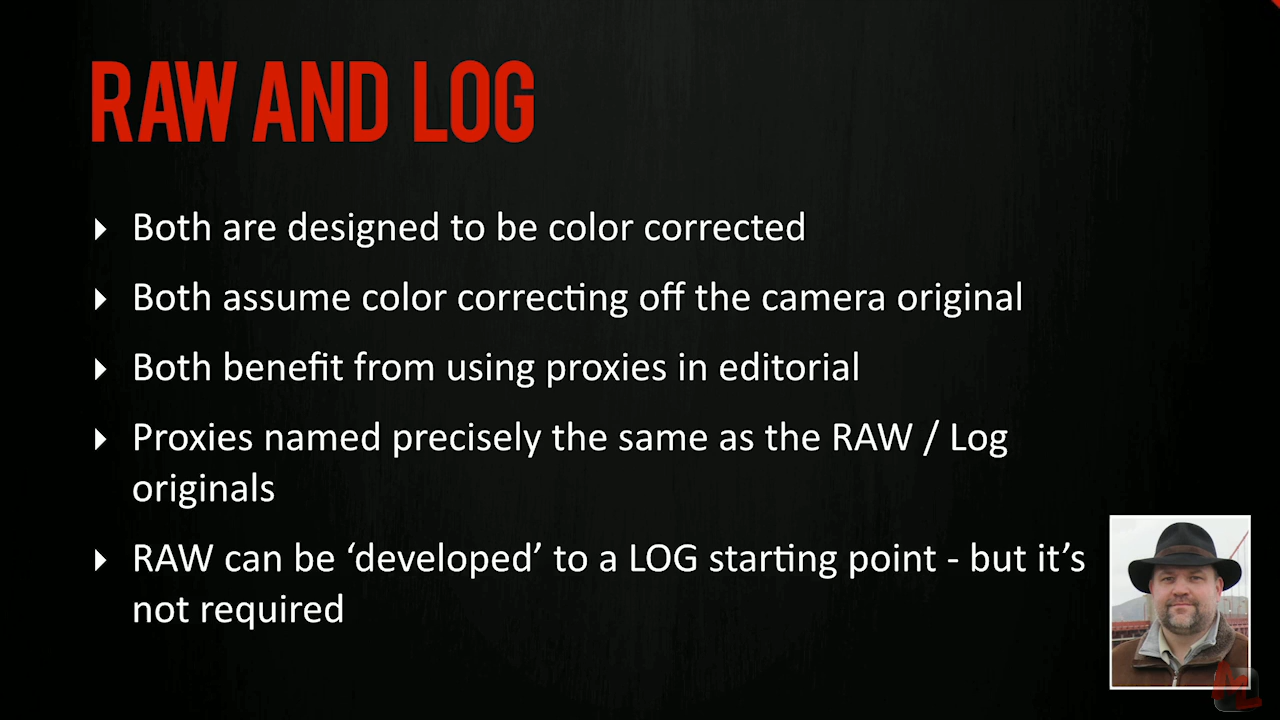 RAW AND LOG
Both are designed to be color corrected
Both assume color correcting off the camera original
Both benefit from using proxies in editorial
Proxies named precisely the same as the RAW / Log
originals
RAW can be ‘developed’ to a LOG starting point - but it’s
not required
ML